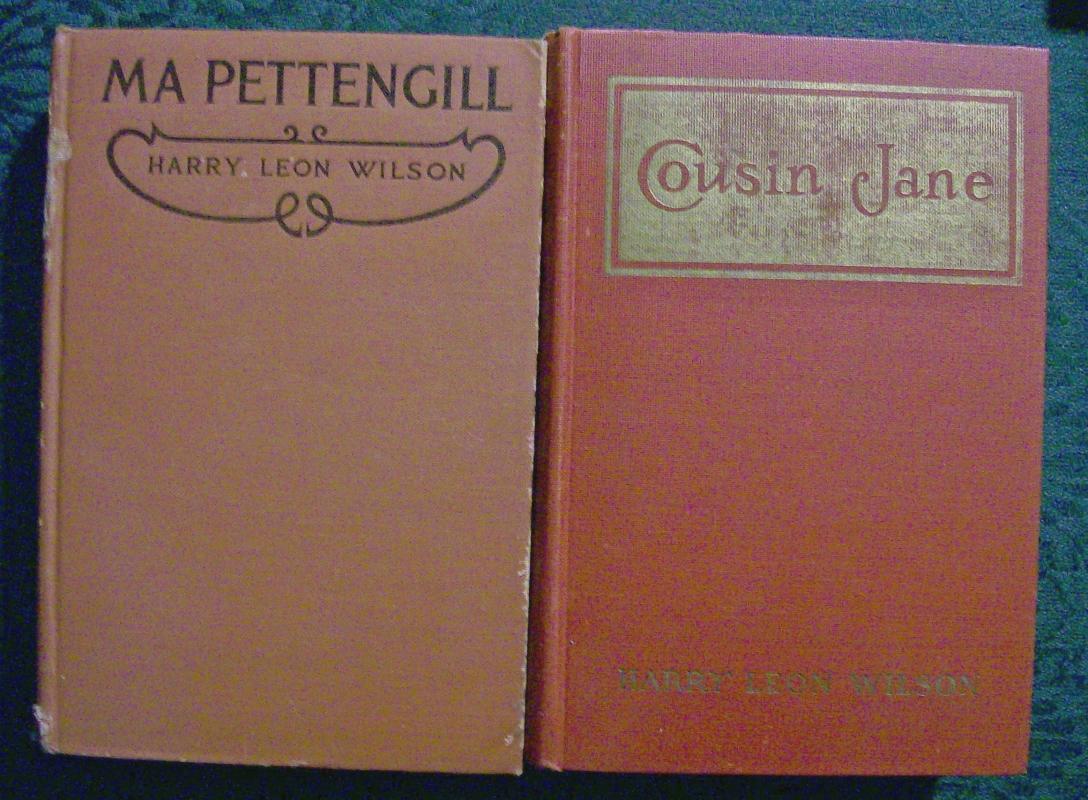 MA PETTENGILL
HARRY LEON WILSON
Cousin Jane
HARRY LEON WILSON